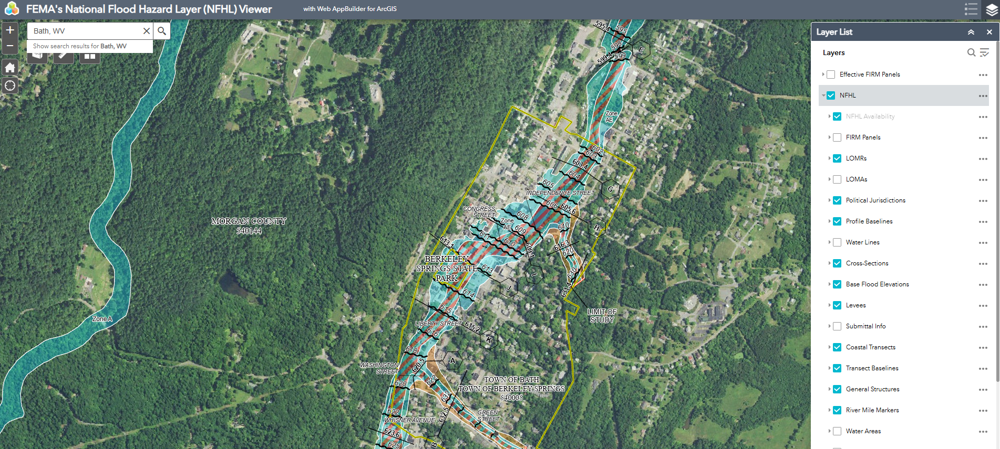 FEMA's National Flood Hazard Layer (NFHL) Viewer
with Web AppBuilder for ArcGIS
+
−
Bath, WV
Show search results for Bath, WV
Layer List
Layers
Effective FIRM Panels
NFHL
NFHL Availability
FIRM Panels
LOMRs
LOMAs
Political Jurisdictions
Profile Baselines
Water Lines
Cross-Sections
Base Flood Elevations
Levees
Submittal Info
Coastal Transects
Transect Baselines
General Structures
River Mile Markers
Water Areas
595.4
595
598
599.4
599
E
Zone
AE
602
603
603.4
604
605
G
INDEPENDENCE STREET
606
605.6
CONGRESS
STREET
608
Zone
AE
609
610
H
611
610
613.1
609.1
616.3
620
BERKELEY
SPRINGS STATE
PARK
613
I
630
J
631.4
614
615
LIMIT OF
STUDY
LIBERTY STREET
615.2
616
K
618
620.5
A
WASHINGTON
STREET
622
620
TOWN OF BATH
TOWN OF BERKELEY SPRINGS
540005
632
622
632.5
GREEN
STREET
WHISNER AVENUE
623.6
625
B
MORGAN COUNTY
540144
Zone A